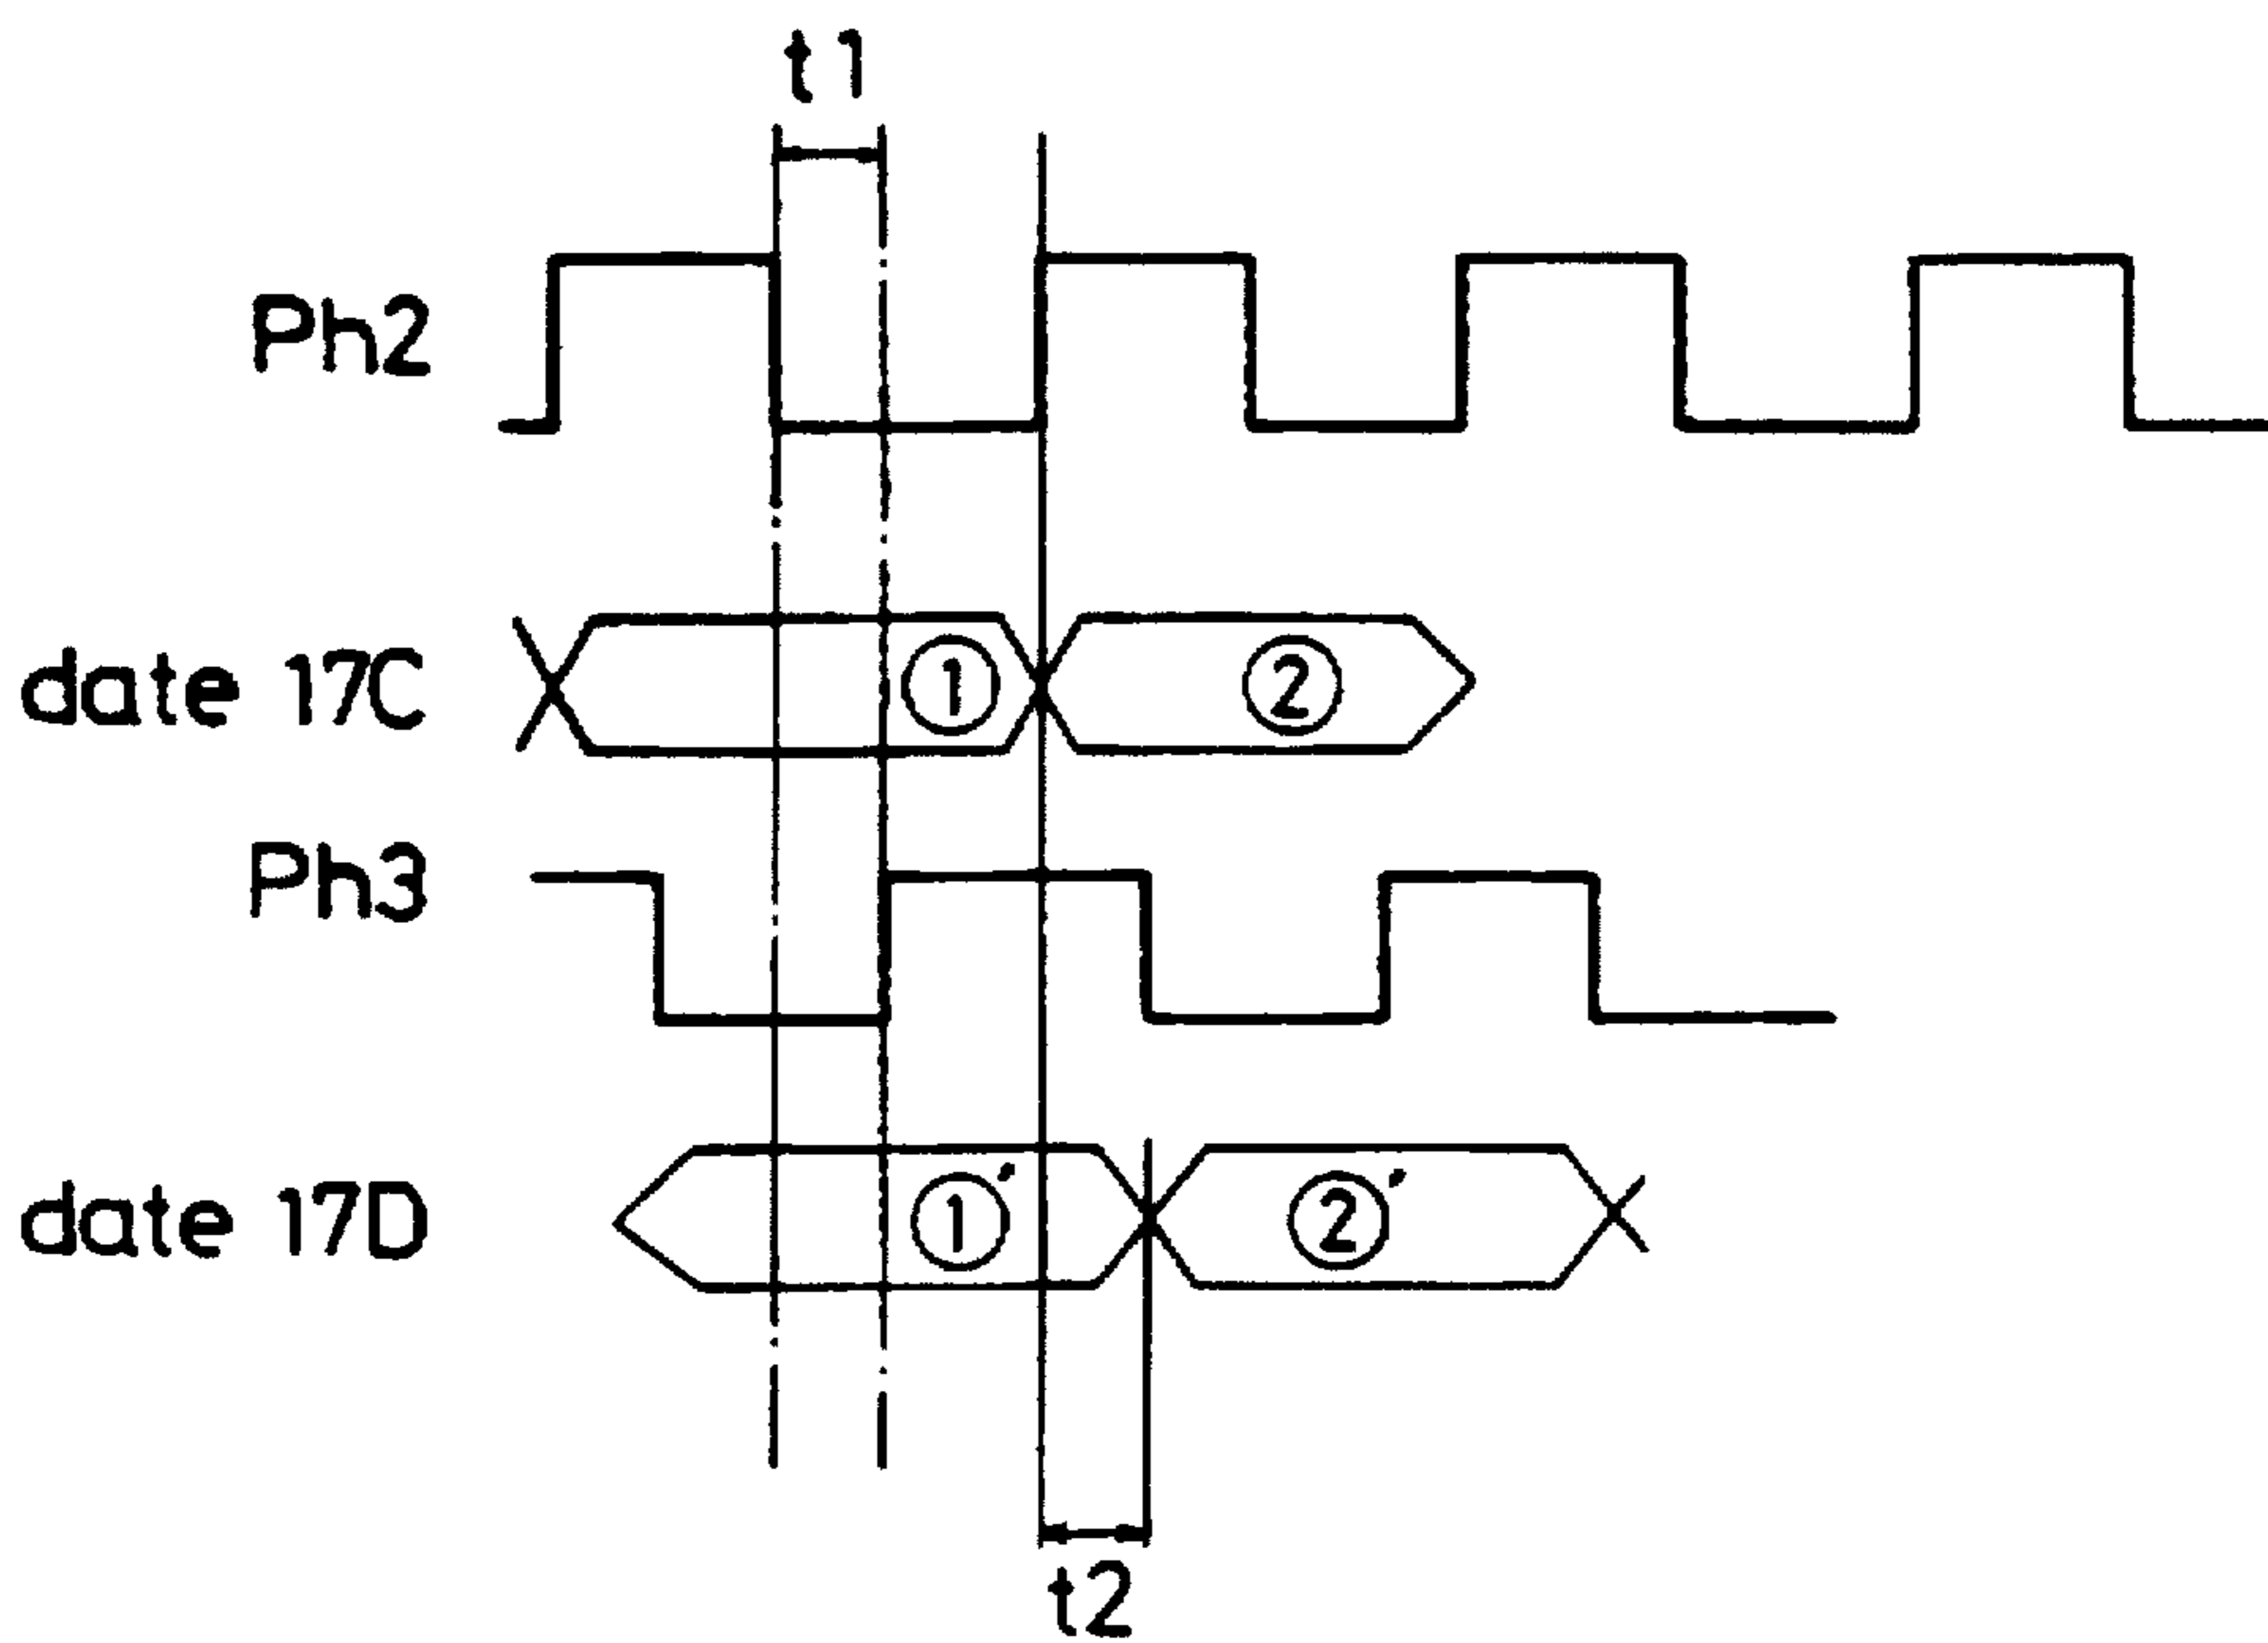 t1
Ph2
date 17C ① ②
Ph3
date 17D ①′ ②′
t2